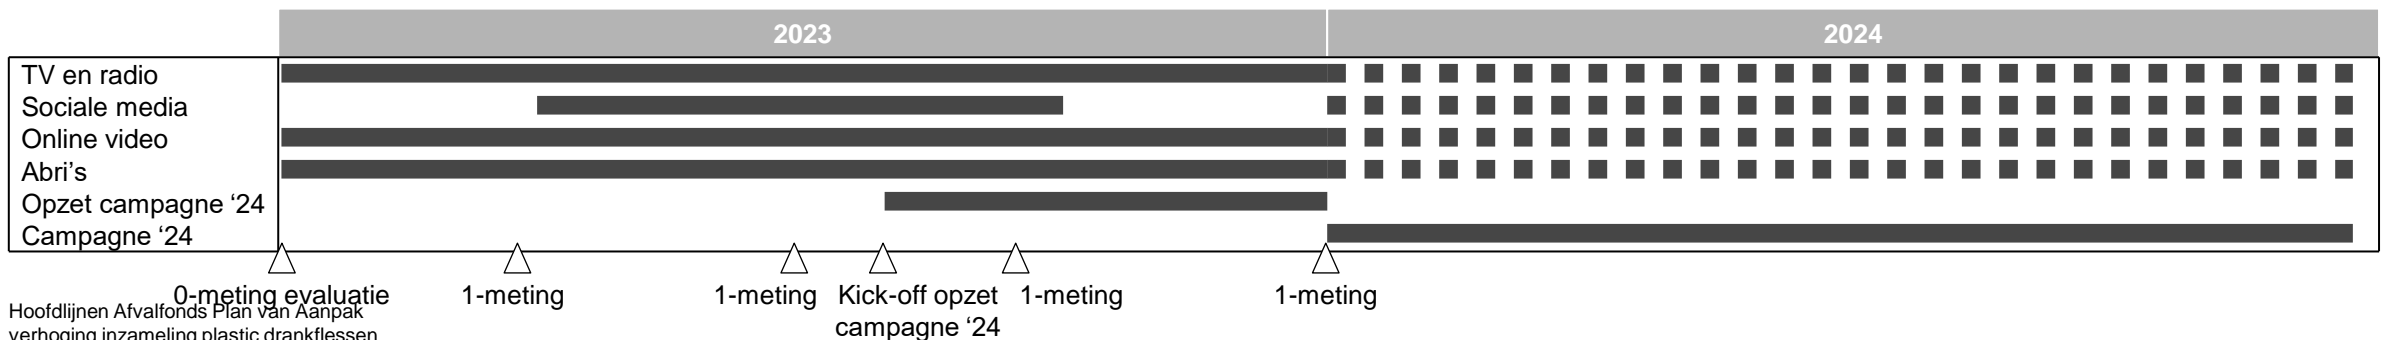 2023
2024
TV en radio
Sociale media
Online video
Abri’s
Opzet campagne ‘24
Campagne ‘24
0-meting evaluatie
1-meting
1-meting
Kick-off opzet
campagne ‘24
1-meting
1-meting
Hoofdlijnen Afvalfonds Plan van Aanpak
verhoging inzameling plastic drankflessen